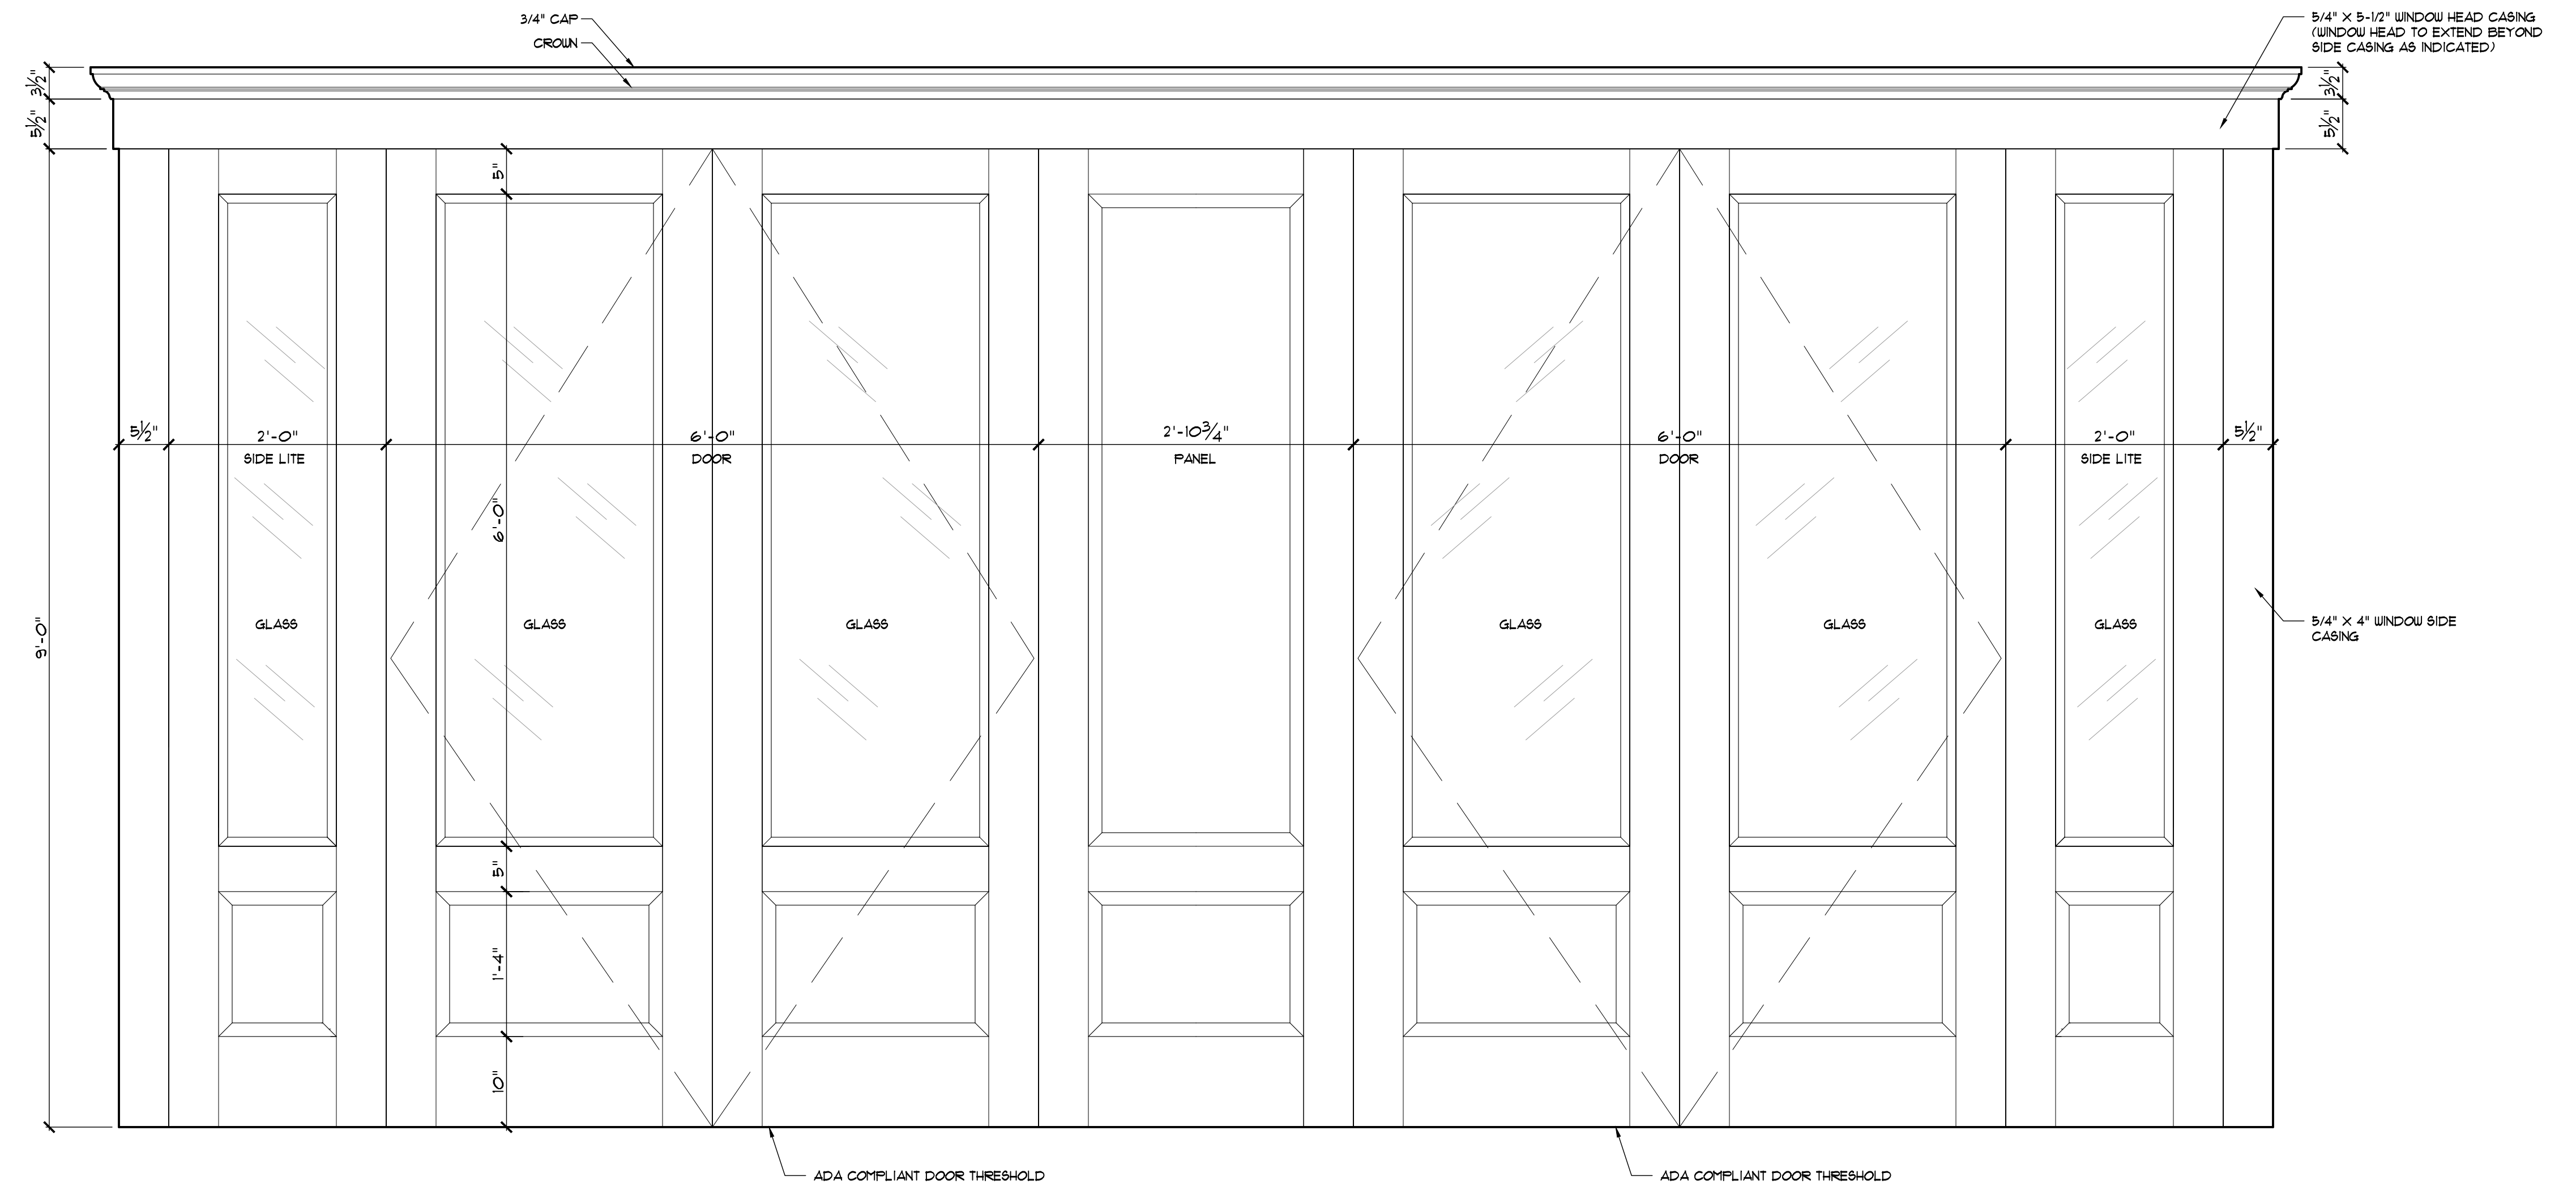 3/4" CAP
CROWN
5/4" X 5-1/2" WINDOW HEAD CASING
(WINDOW HEAD TO EXTEND BEYOND
SIDE CASING AS INDICATED)
3½"
5½"
3½"
5½"
5"
5½"
2'-0"
SIDE LITE
6'-0"
DOOR
2'-10¾"
PANEL
6'-0"
DOOR
2'-0"
SIDE LITE
5½"
6'-0"
9'-0"
GLASS
GLASS
GLASS
GLASS
GLASS
GLASS
5/4" X 4" WINDOW SIDE
CASING
5"
1'-4"
10"
ADA COMPLIANT DOOR THRESHOLD
ADA COMPLIANT DOOR THRESHOLD